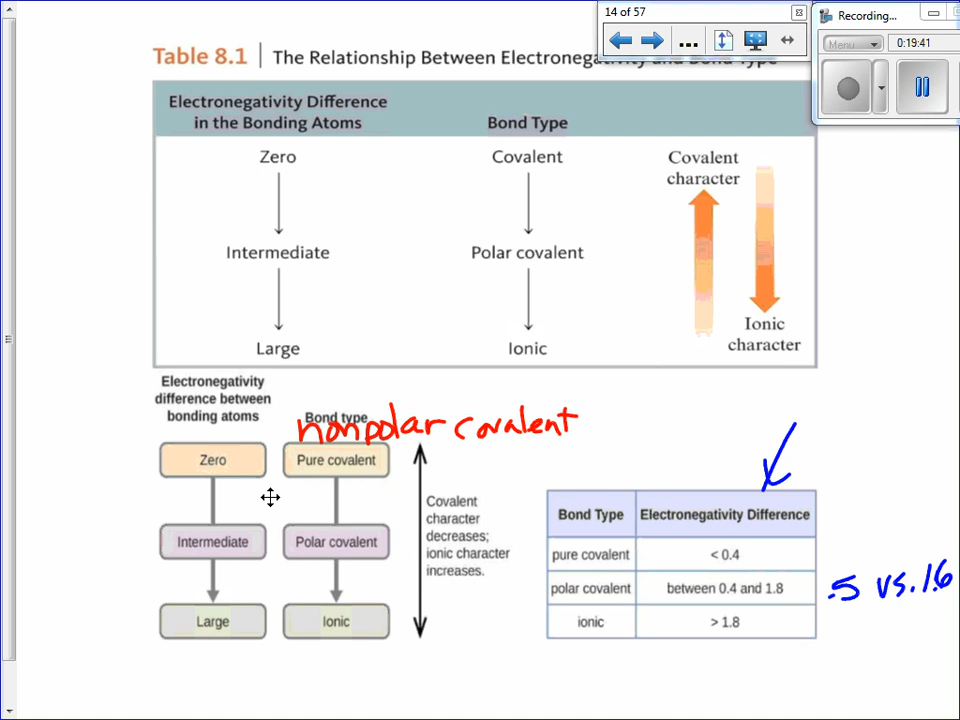 14 of 57
Recording...
Menu
0:19:41
Table 8.1 | The Relationship Between Electronegativity and Bond Type
Electronegativity Difference
in the Bonding Atoms
Bond Type
Zero
Covalent
Covalent
character
Intermediate
Polar covalent
Large
Ionic
Ionic
character
Electronegativity
difference between
bonding atoms
Bond type
nonpolar covalent
Zero
Pure covalent
Intermediate
Polar covalent
Large
Ionic
Covalent
character
decreases;
ionic character
increases.
Bond Type Electronegativity Difference
pure covalent < 0.4
polar covalent between 0.4 and 1.8
ionic > 1.8
.5 vs. 1.6